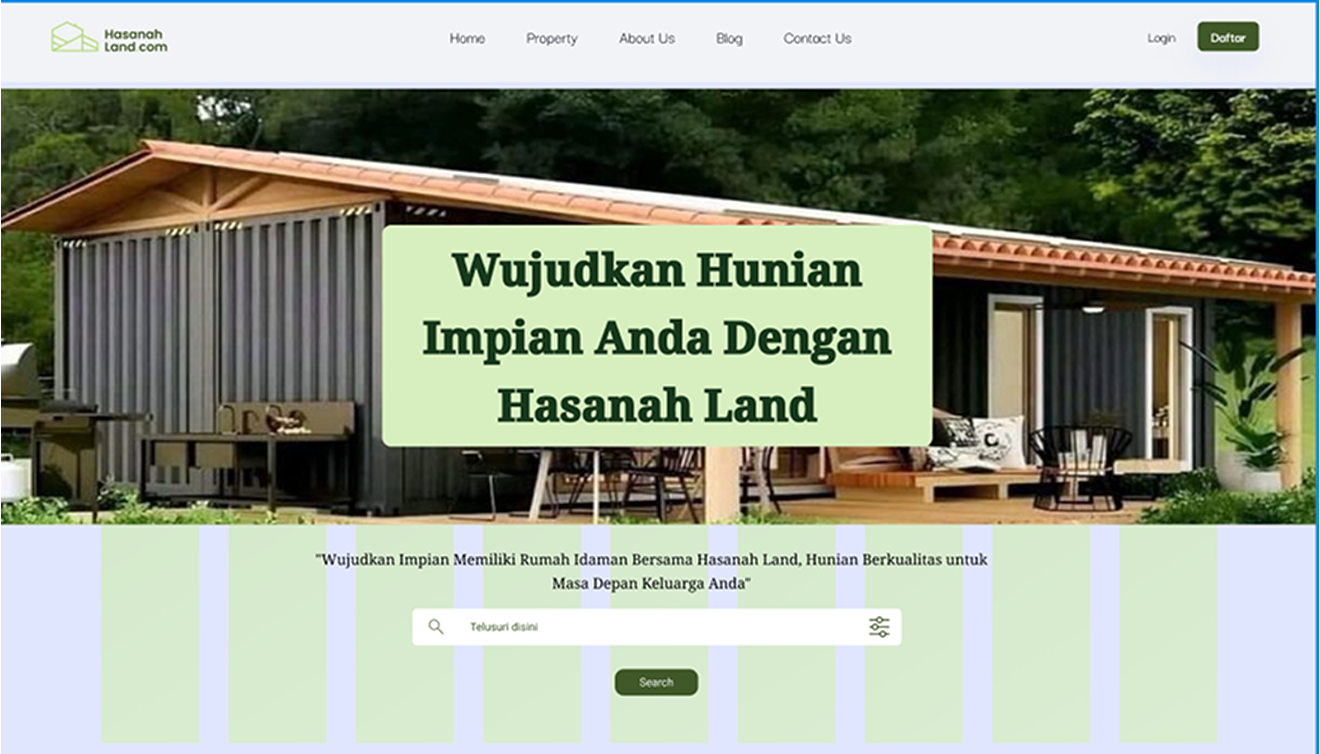 Hasanah
Land.com
Home
Property
About Us
Blog
Contact Us
Login
Daftar
Wujudkan Hunian
Impian Anda Dengan
Hasanah Land
"Wujudkan Impian Memiliki Rumah Idaman Bersama Hasanah Land, Hunian Berkualitas untuk
Masa Depan Keluarga Anda"
Telusuri disini
Search